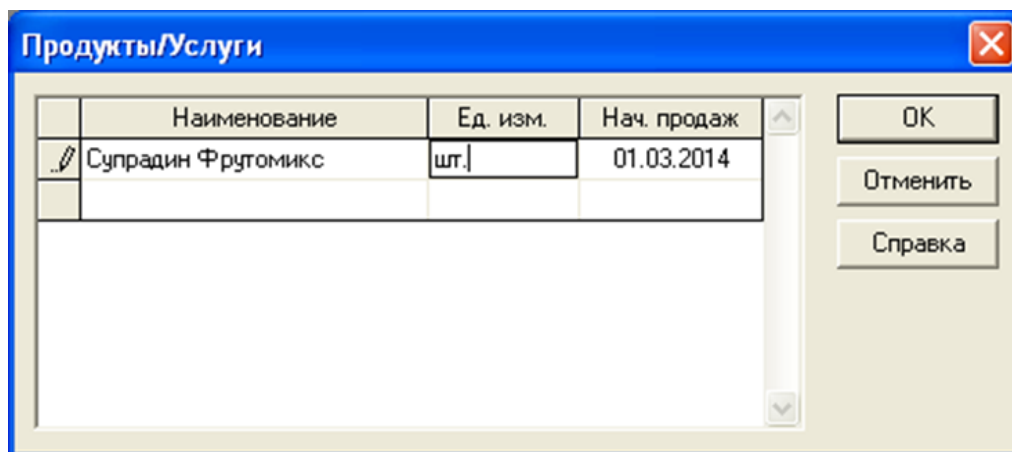 Продукты/Услуги
Наименование Ед. изм. Нач. продаж
Супрадин Фрутомикс шт. 01.03.2014
OK
Отменить
Справка